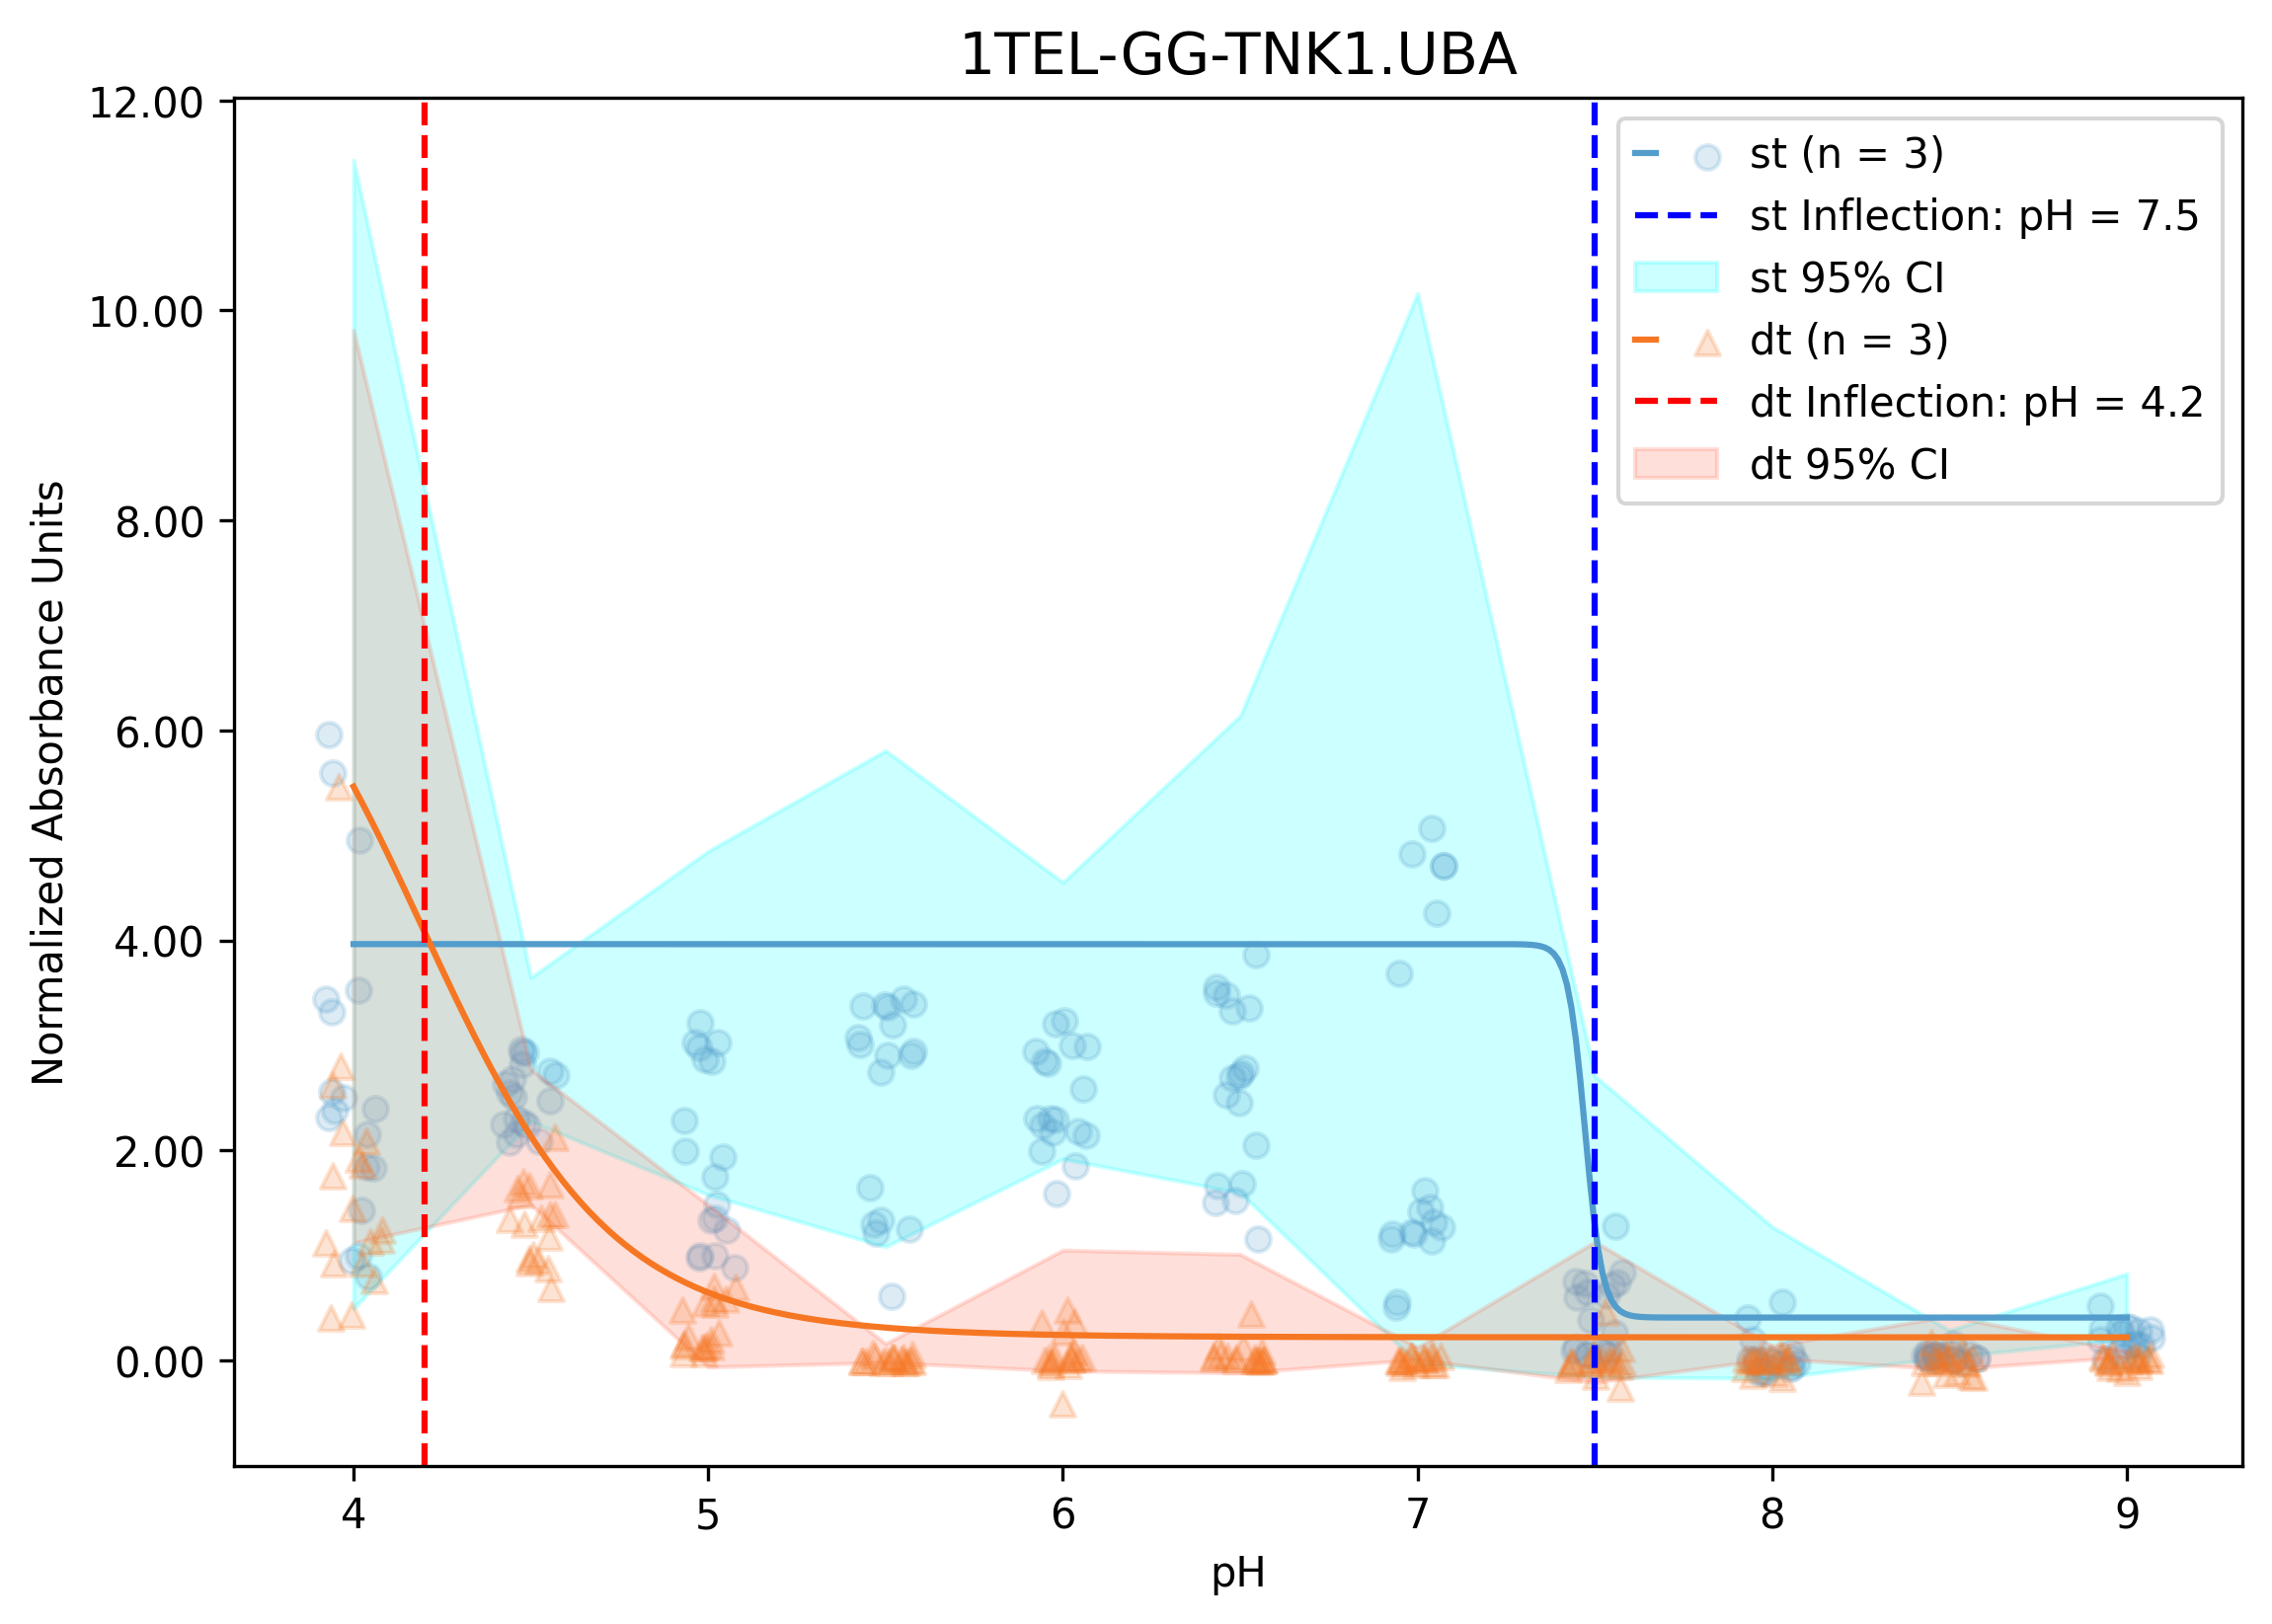 1TEL-GG-TNK1.UBA
12.00
10.00
8.00
6.00
4.00
2.00
0.00
Normalized Absorbance Units
st (n = 3)
st Inflection: pH = 7.5
st 95% CI
dt (n = 3)
dt Inflection: pH = 4.2
dt 95% CI
4 5 6 7 8 9
pH